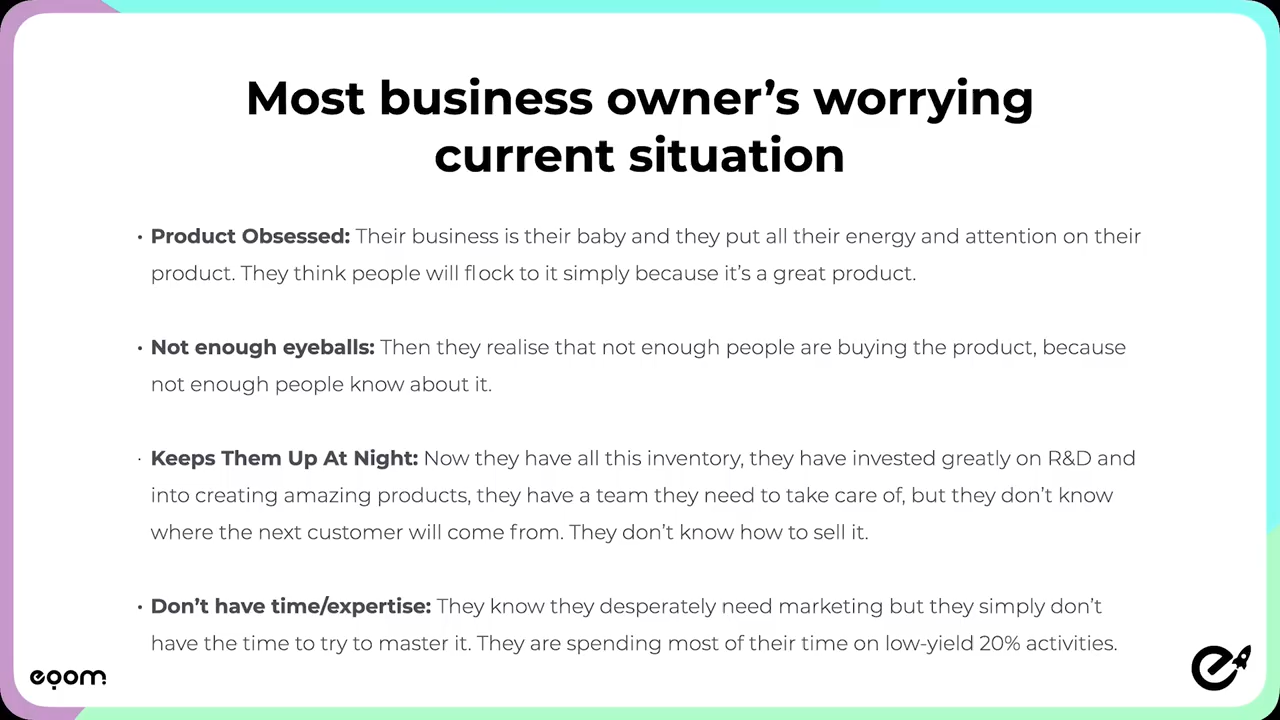 Most business owner’s worrying
current situation
• Product Obsessed: Their business is their baby and they put all their energy and attention on their
product. They think people will flock to it simply because it’s a great product.
• Not enough eyeballs: Then they realise that not enough people are buying the product, because
not enough people know about it.
• Keeps Them Up At Night: Now they have all this inventory, they have invested greatly on R&D and
into creating amazing products, they have a team they need to take care of, but they don’t know
where the next customer will come from. They don’t know how to sell it.
• Don’t have time/expertise: They know they desperately need marketing but they simply don’t
have the time to try to master it. They are spending most of their time on low-yield 20% activities.
eqom
e